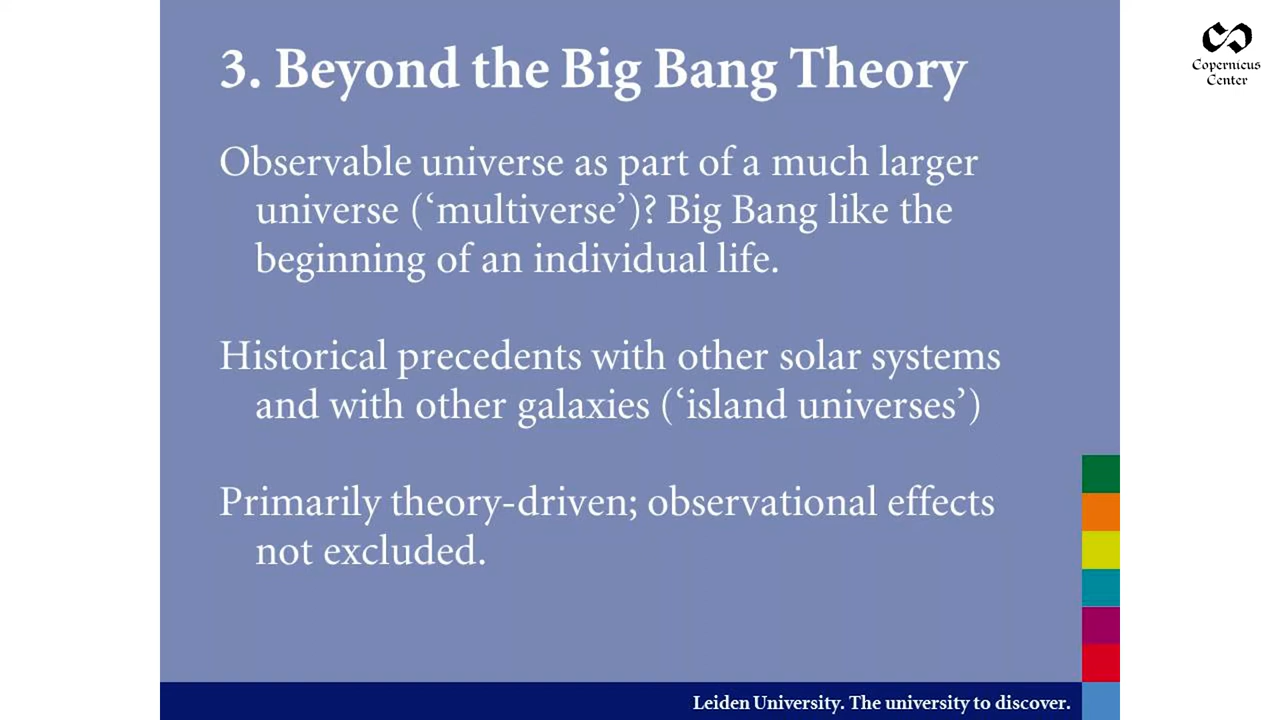 3. Beyond the Big Bang Theory
Observable universe as part of a much larger
universe (‘multiverse’)? Big Bang like the
beginning of an individual life.
Historical precedents with other solar systems
and with other galaxies (‘island universes’)
Primarily theory-driven; observational effects
not excluded.
Leiden University. The university to discover.
Copernicus
Center